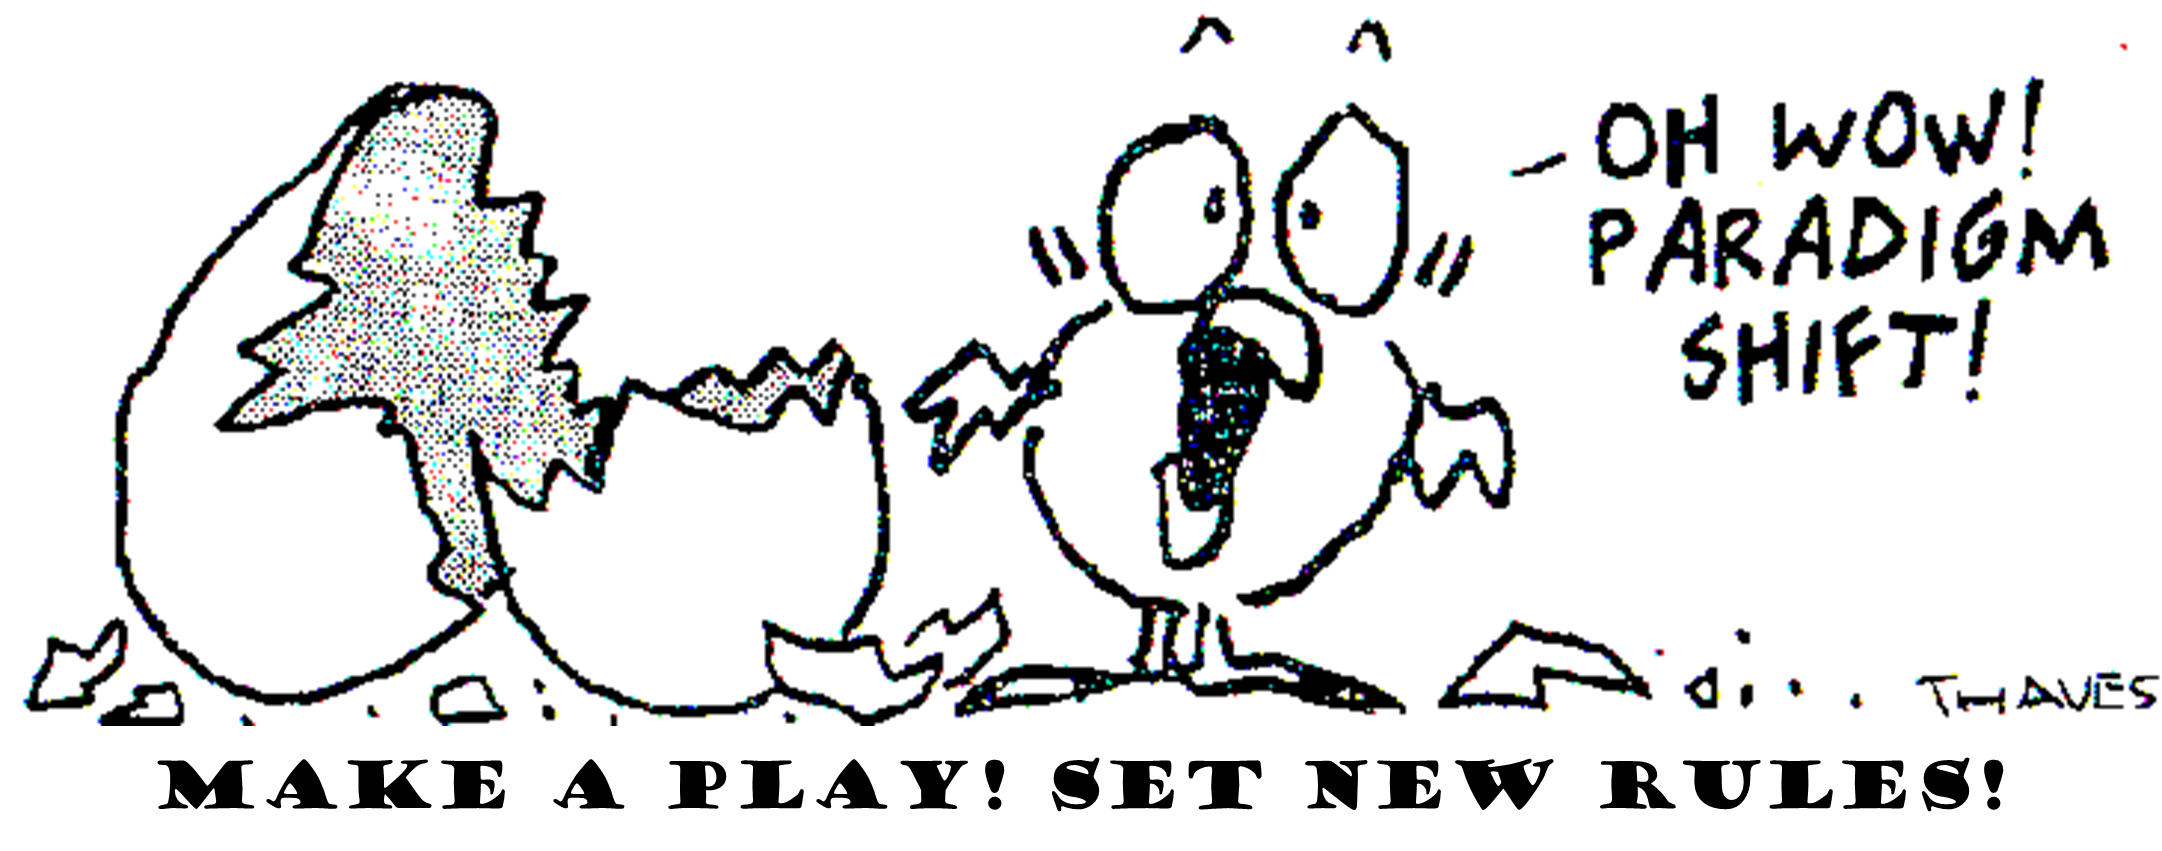 OH WOW!
PARADIGM
SHIFT!
THAVES
MAKE A PLAY! SET NEW RULES!